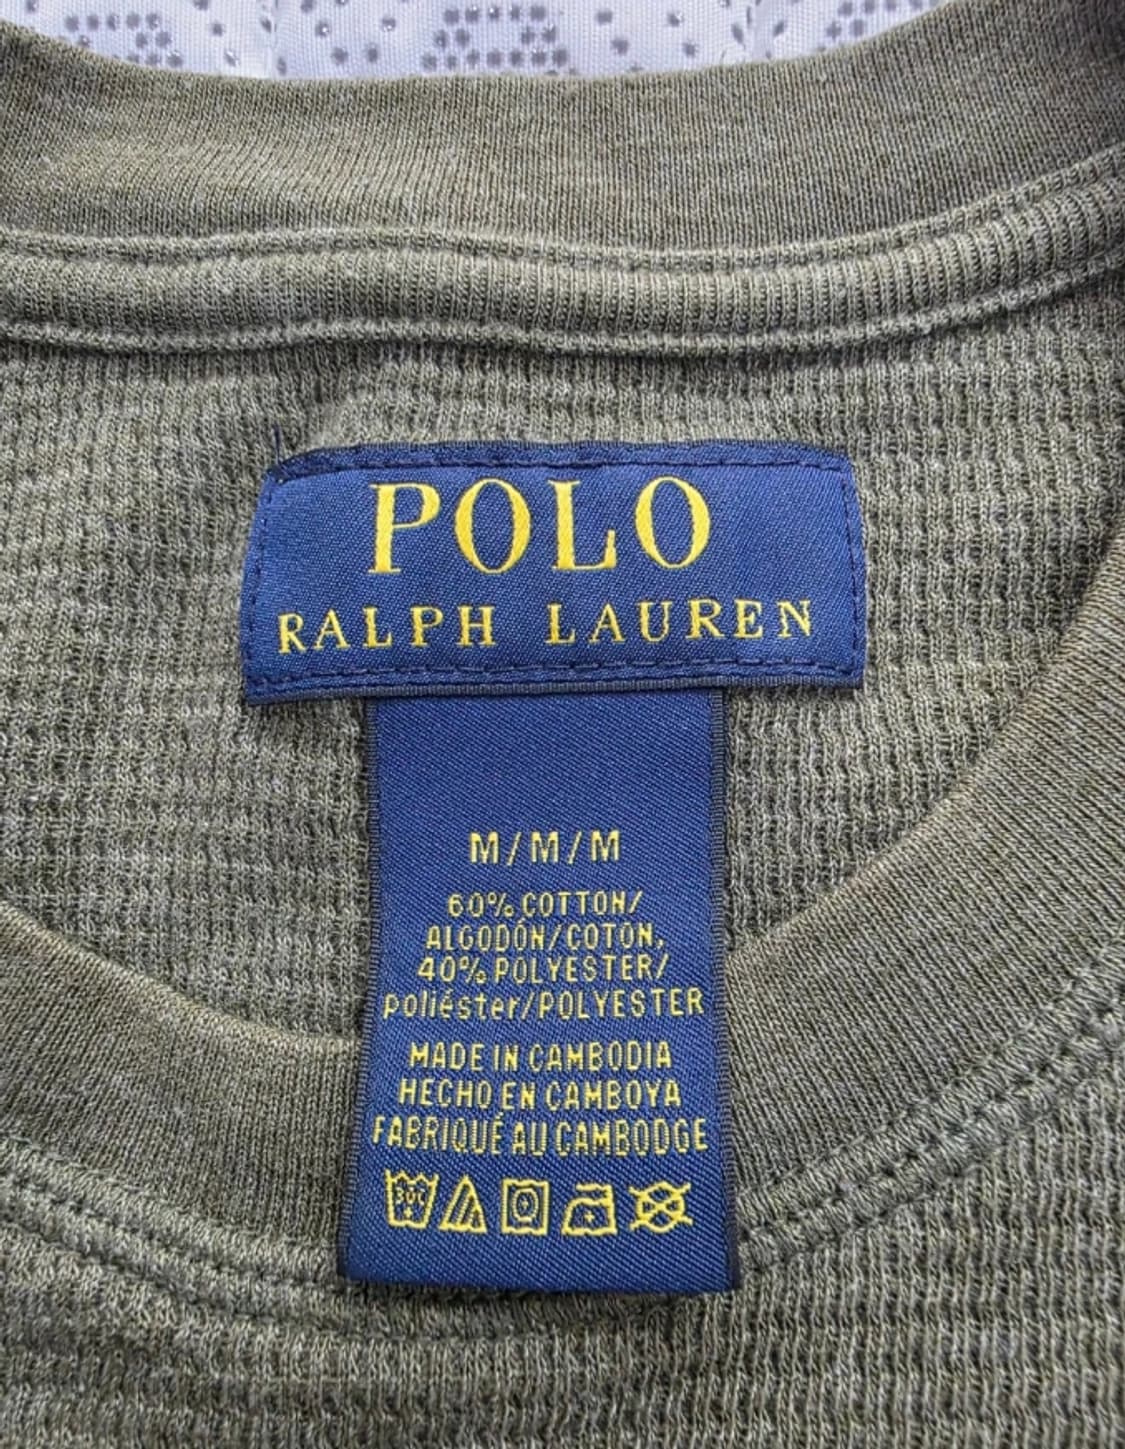 POLO
RALPH LAUREN
M/M/M
60% COTTON/
ALGODÓN/COTON,
40% POLYESTER/
poliéster/POLYESTER
MADE IN CAMBODIA
HECHO EN CAMBOYA
FABRIQUÉ AU CAMBODGE
30C